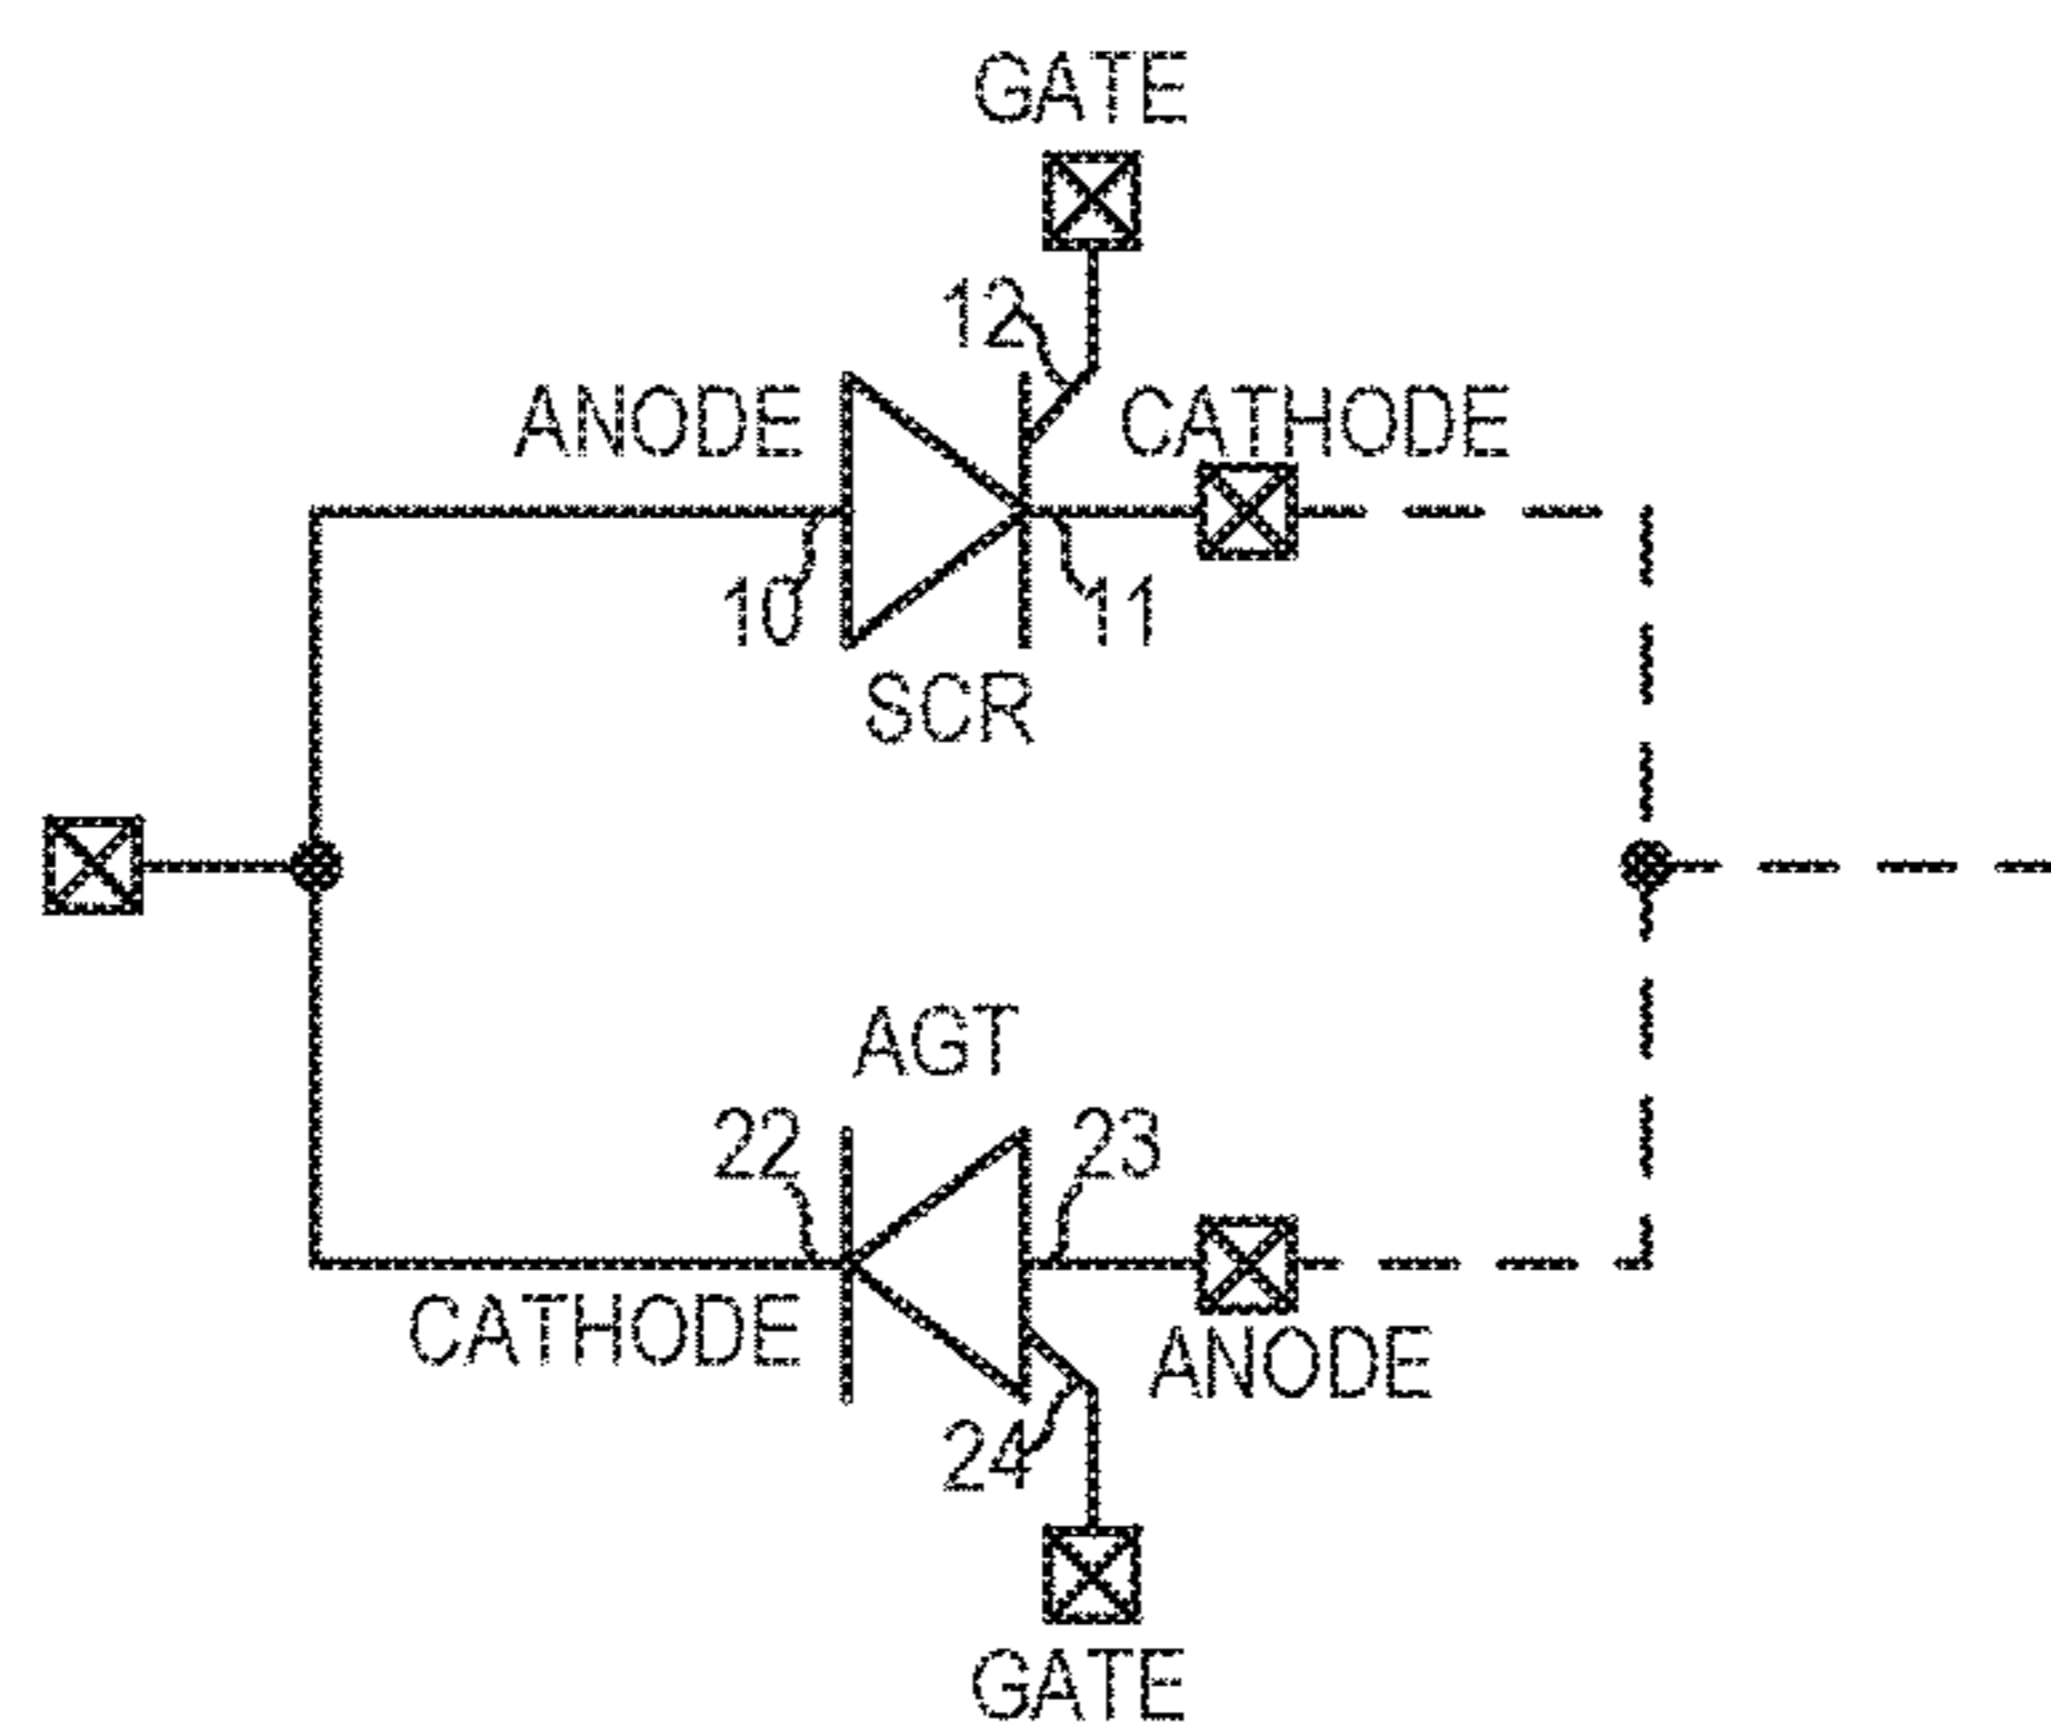 GATE
12
ANODE
CATHODE
10
11
SCR
AGT
22
23
CATHODE
ANODE
24
GATE